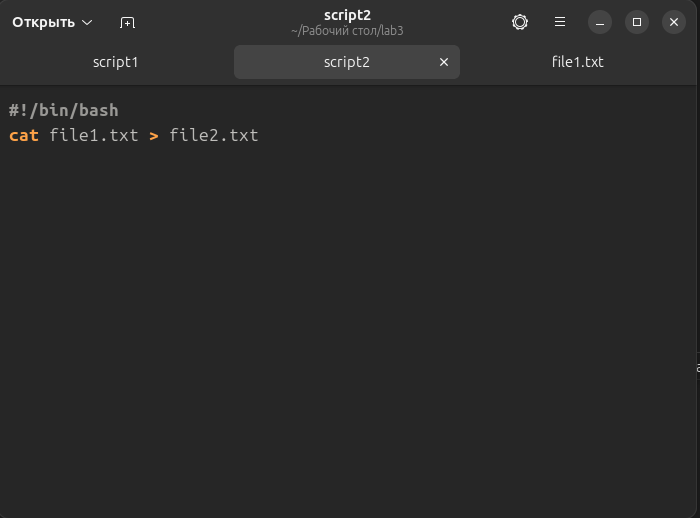 Открыть
script2
~/Рабочий стол/lab3
script1
script2
file1.txt
#!/bin/bash
cat file1.txt > file2.txt